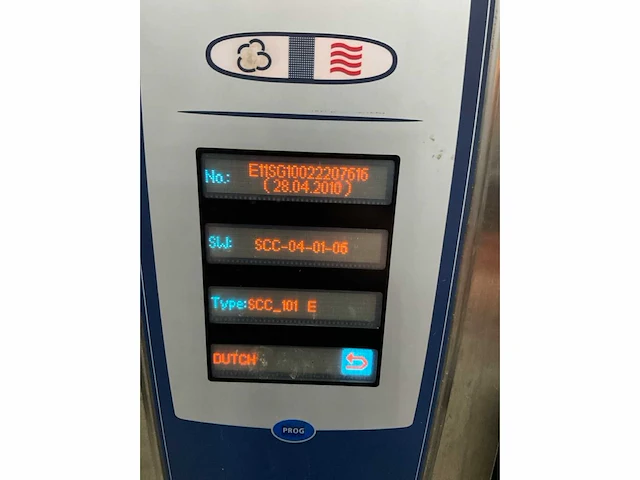 No.: E11SG10022207616
( 28.04.2010 )
SW: SCC-04-01-06
Type: SCC_101 E
DUTCH
PROG